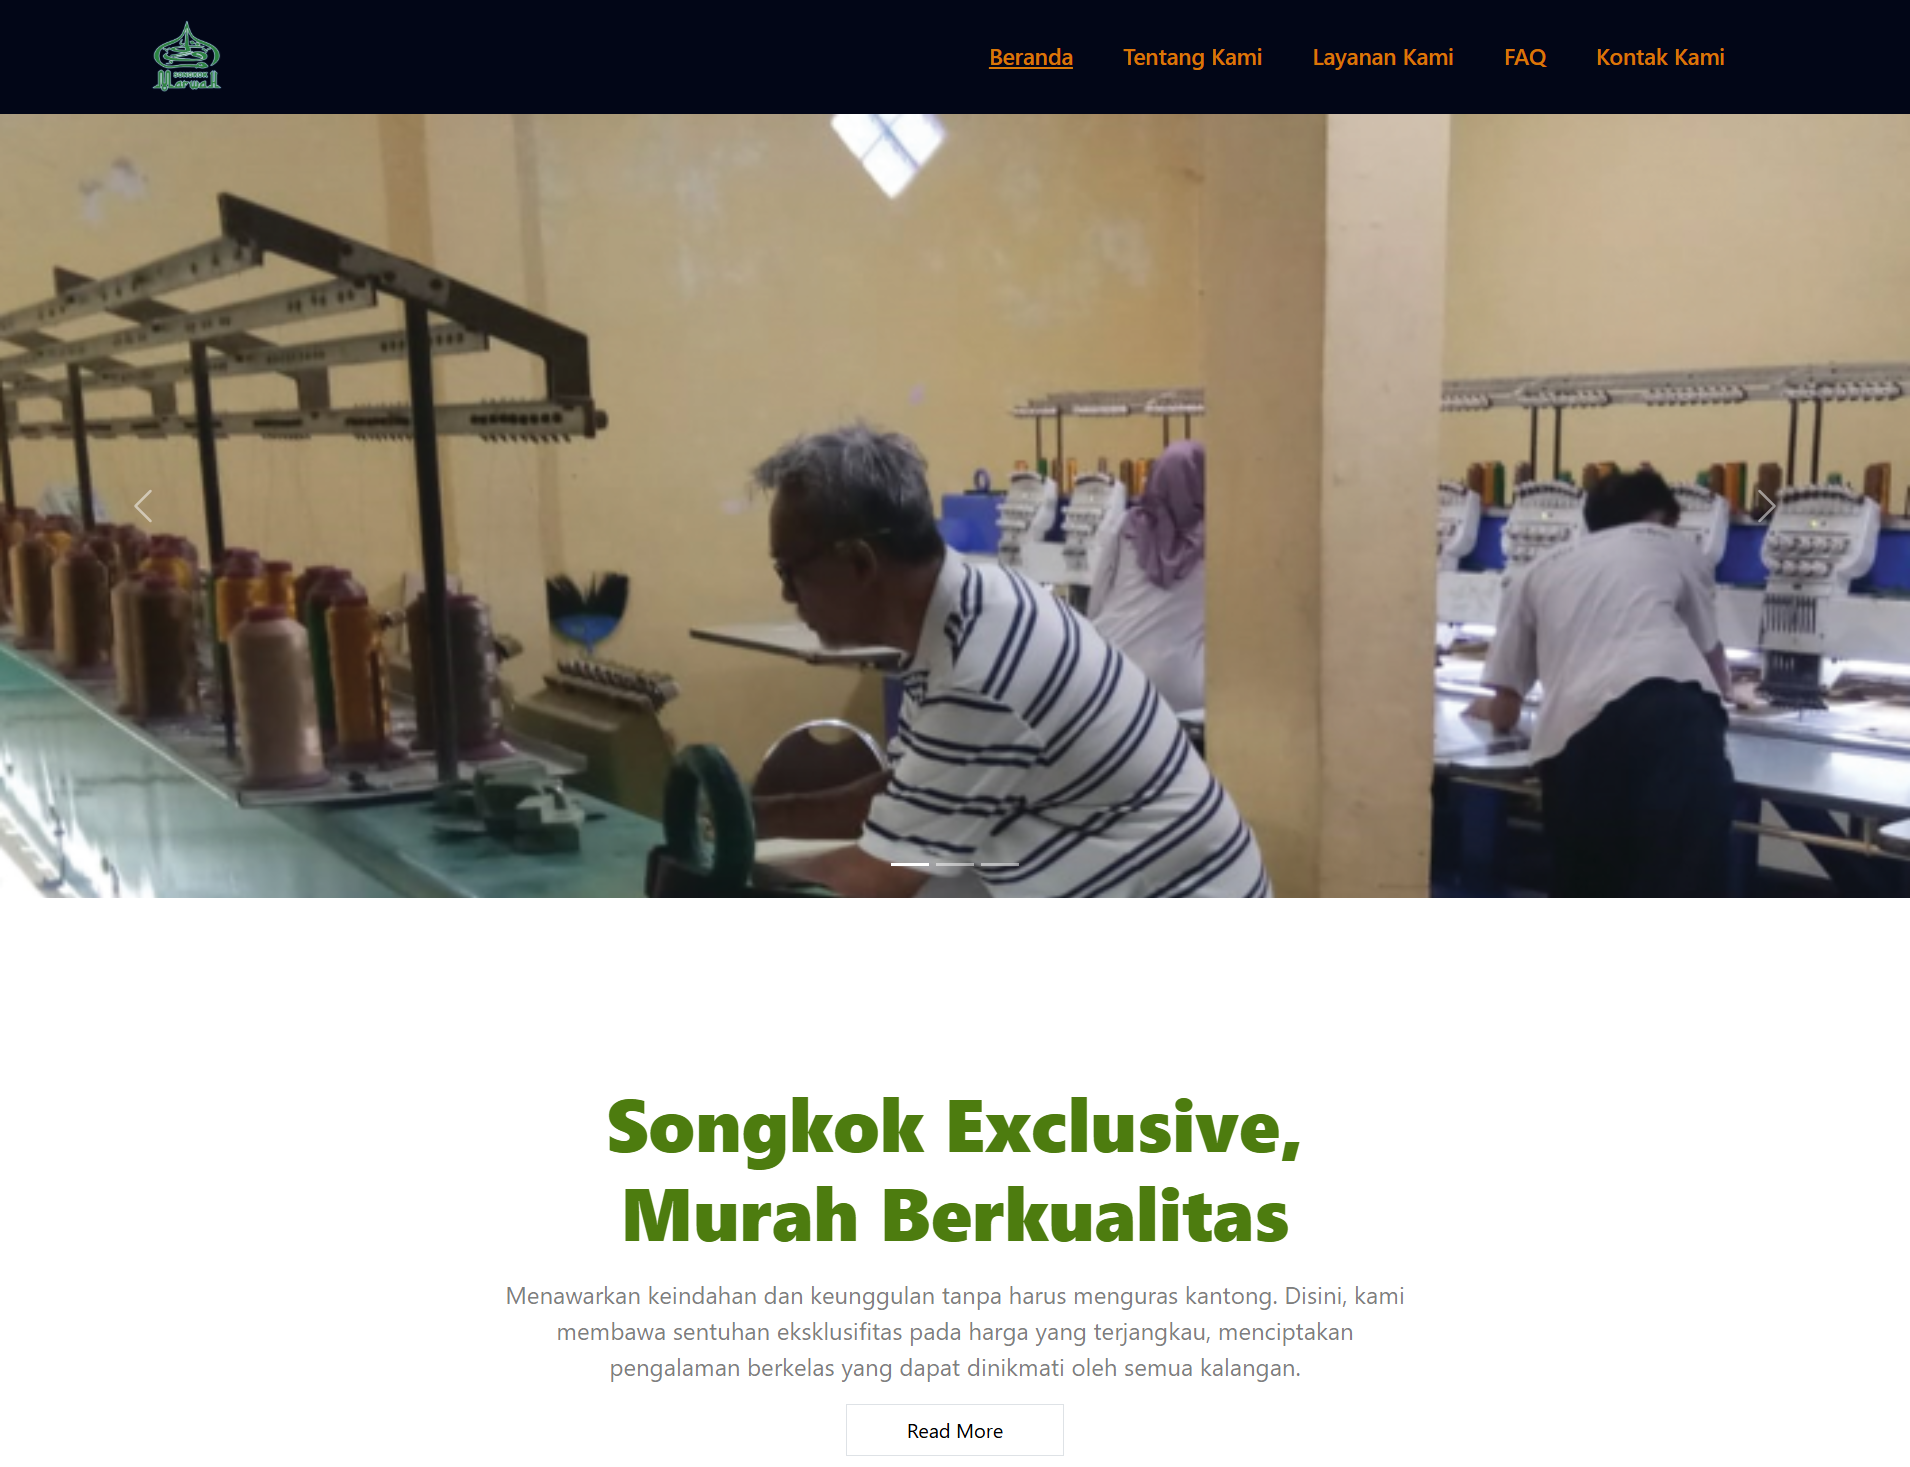 SONGKOK
Marwah
Beranda
Tentang Kami
Layanan Kami
FAQ
Kontak Kami
Songkok Exclusive,
Murah Berkualitas
Menawarkan keindahan dan keunggulan tanpa harus menguras kantong. Disini, kami
membawa sentuhan eksklusifitas pada harga yang terjangkau, menciptakan
pengalaman berkelas yang dapat dinikmati oleh semua kalangan.
Read More